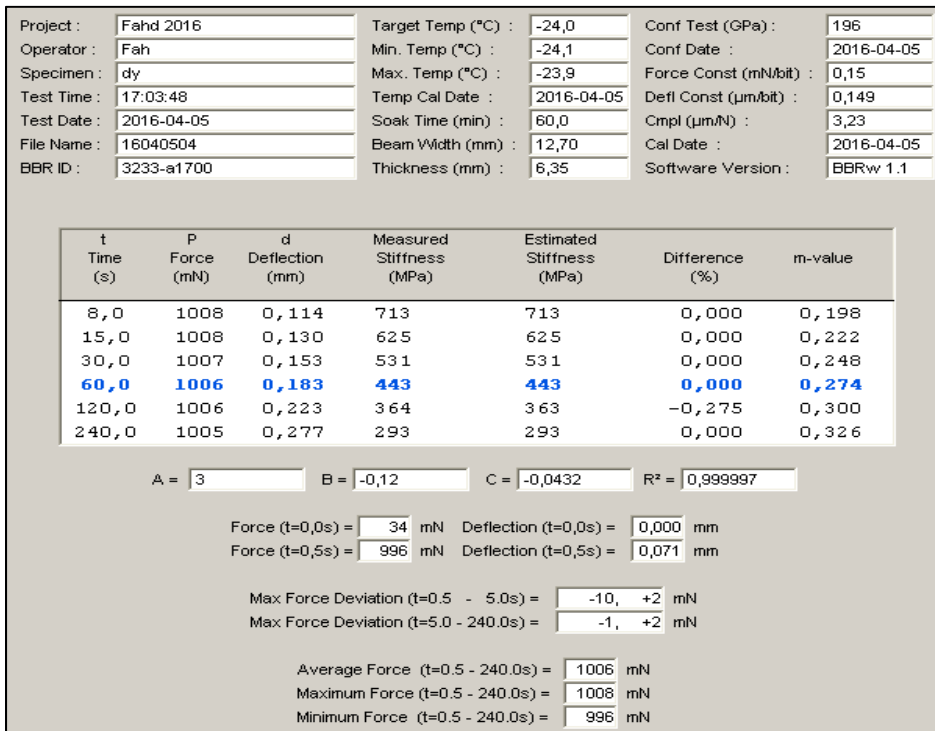 Project : Fahd 2016 Target Temp (°C) : -24,0 Conf Test (GPa) : 196
Operator : Fah Min. Temp (°C) : -24,1 Conf Date : 2016-04-05
Specimen : dy Max. Temp (°C) : -23,9 Force Const (mN/bit) : 0,15
Test Time : 17:03:48 Temp Cal Date : 2016-04-05 Defl Const (µm/bit) : 0,149
Test Date : 2016-04-05 Soak Time (min) : 60,0 Cmpl (µm/N) : 3,23
File Name : 16040504 Beam Width (mm) : 12,70 Cal Date : 2016-04-05
BBR ID : 3233-a1700 Thickness (mm) : 6,35 Software Version : BBRw 1.1
t P d Measured Estimated
Time Force Deflection Stiffness Stiffness Difference m-value
(s) (mN) (mm) (MPa) (MPa) (%)
8,0 1008 0,114 713 713 0,000 0,198
15,0 1008 0,130 625 625 0,000 0,222
30,0 1007 0,153 531 531 0,000 0,248
60,0 1006 0,183 443 443 0,000 0,274
120,0 1006 0,223 364 363 -0,275 0,300
240,0 1005 0,277 293 293 0,000 0,326
A = 3 B = -0,12 C = -0,0432 R² = 0,999997
Force (t=0,0s) = 34 mN Deflection (t=0,0s) = 0,000 mm
Force (t=0,5s) = 996 mN Deflection (t=0,5s) = 0,071 mm
Max Force Deviation (t=0.5 - 5.0s) = -10, +2 mN
Max Force Deviation (t=5.0 - 240.0s) = -1, +2 mN
Average Force (t=0.5 - 240.0s) = 1006 mN
Maximum Force (t=0.5 - 240.0s) = 1008 mN
Minimum Force (t=0.5 - 240.0s) = 996 mN